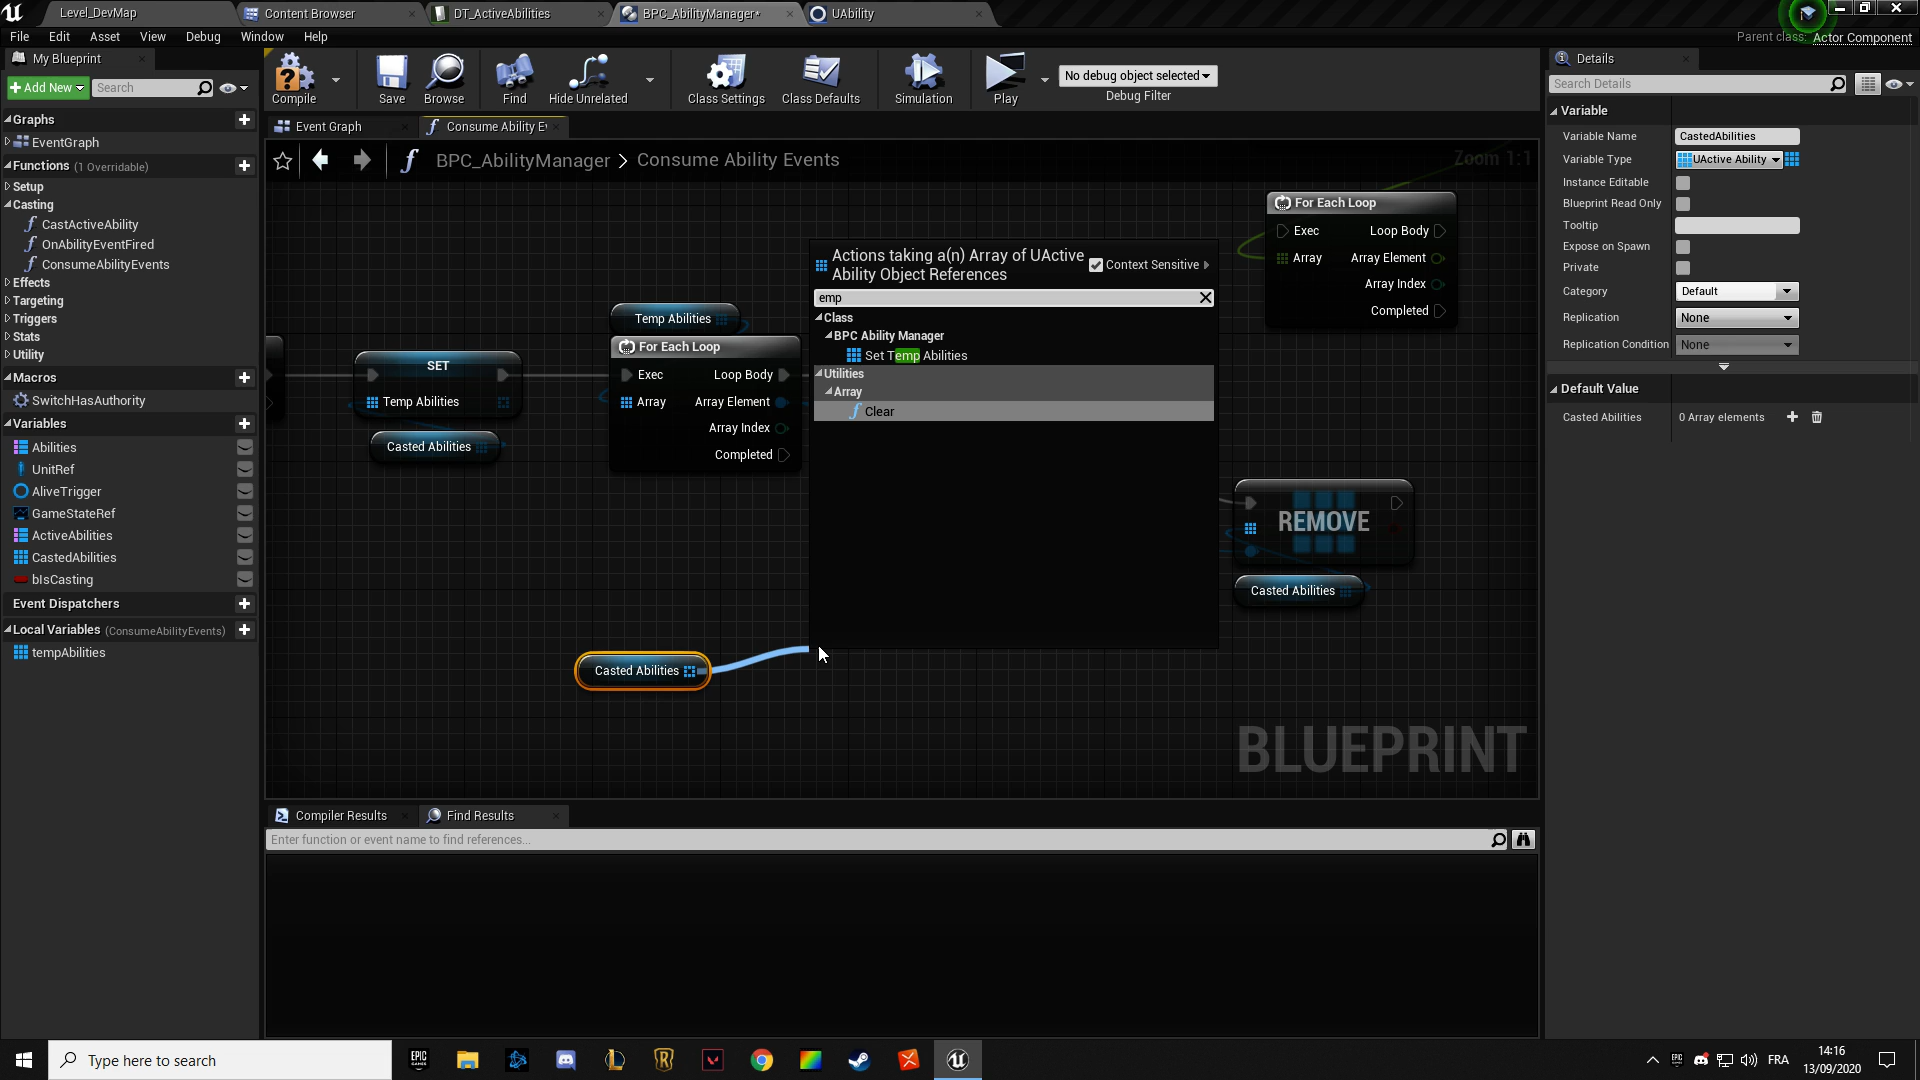 Level_DevMap
Content Browser
DT_ActiveAbilities
BPC_AbilityManager*
UAbility
File Edit Asset View Debug Window Help
Parent class: Actor Component
My Blueprint
Add New
Search
Compile
Save
Browse
Find
Hide Unrelated
Class Settings
Class Defaults
Simulation
Play
No debug object selected
Debug Filter
Graphs
EventGraph
Functions (1 Overridable)
Setup
Casting
CastActiveAbility
OnAbilityEventFired
ConsumeAbilityEvents
Effects
Targeting
Triggers
Stats
Utility
Macros
SwitchHasAuthority
Variables
Abilities
UnitRef
AliveTrigger
GameStateRef
ActiveAbilities
CastedAbilities
bIsCasting
Event Dispatchers
Local Variables (ConsumeAbilityEvents)
tempAbilities
Event Graph
Consume Ability E
BPC_AbilityManager > Consume Ability Events
Zoom 1:1
SET
Temp Abilities
Casted Abilities
Temp Abilities
For Each Loop
Exec Loop Body
Array Array Element
Array Index
Completed
Actions taking a(n) Array of UActive
Ability Object References
Context Sensitive
emp
Class
BPC Ability Manager
Set Temp Abilities
Utilities
Array
Clear
For Each Loop
Exec Loop Body
Array Array Element
Array Index
Completed
REMOVE
Casted Abilities
Casted Abilities
BLUEPRINT
Compiler Results
Find Results
Enter function or event name to find references...
Details
Search Details
Variable
Variable Name CastedAbilities
Variable Type UActive Ability
Instance Editable
Blueprint Read Only
Tooltip
Expose on Spawn
Private
Category Default
Replication None
Replication Condition None
Default Value
Casted Abilities 0 Array elements
Type here to search
EPIC
FRA
14:16
13/09/2020